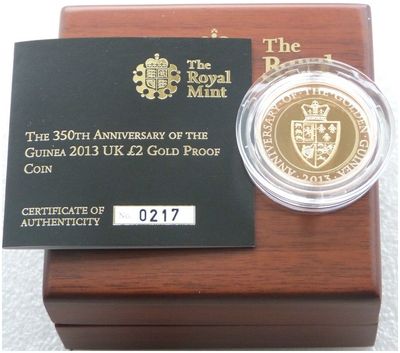 The
Royal
Mint
THE 350TH ANNIVERSARY OF THE
GUINEA 2013 UK £2 GOLD PROOF
COIN
CERTIFICATE OF
AUTHENTICITY
No 0217
The
Royal
ANNIVERSARY OF THE GOLDEN GUINEA
2013